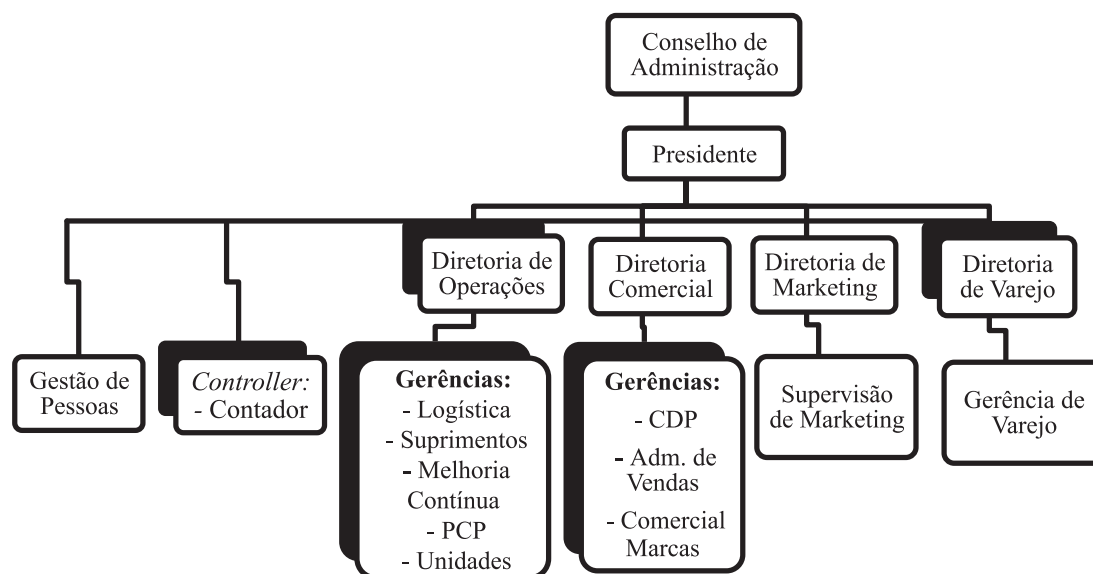 Conselho de
Administração
Presidente
Diretoria de
Operações
Diretoria
Comercial
Diretoria de
Marketing
Diretoria
de Varejo
Gestão de
Pessoas
Controller:
- Contador
Gerências:
- Logística
- Suprimentos
- Melhoria
Contínua
- PCP
- Unidades
Gerências:
- CDP
- Adm. de
Vendas
- Comercial
Marcas
Supervisão
de Marketing
Gerência de
Varejo